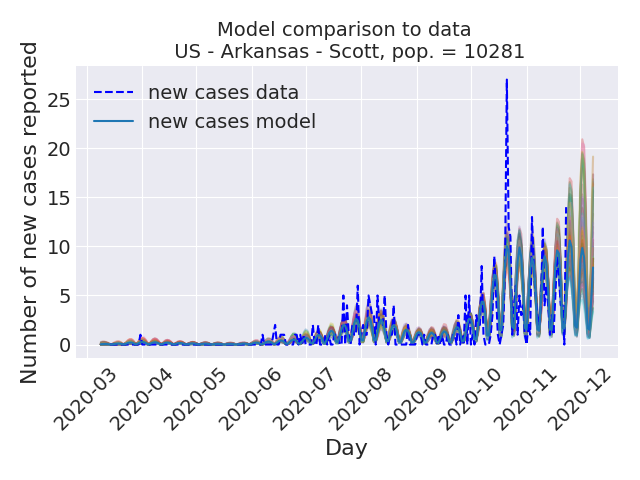 Model comparison to data
US - Arkansas - Scott, pop. = 10281
Number of new cases reported
25
20
15
10
5
0
new cases data
new cases model
2020-03
2020-04
2020-05
2020-06
2020-07
2020-08
2020-09
2020-10
2020-11
2020-12
Day